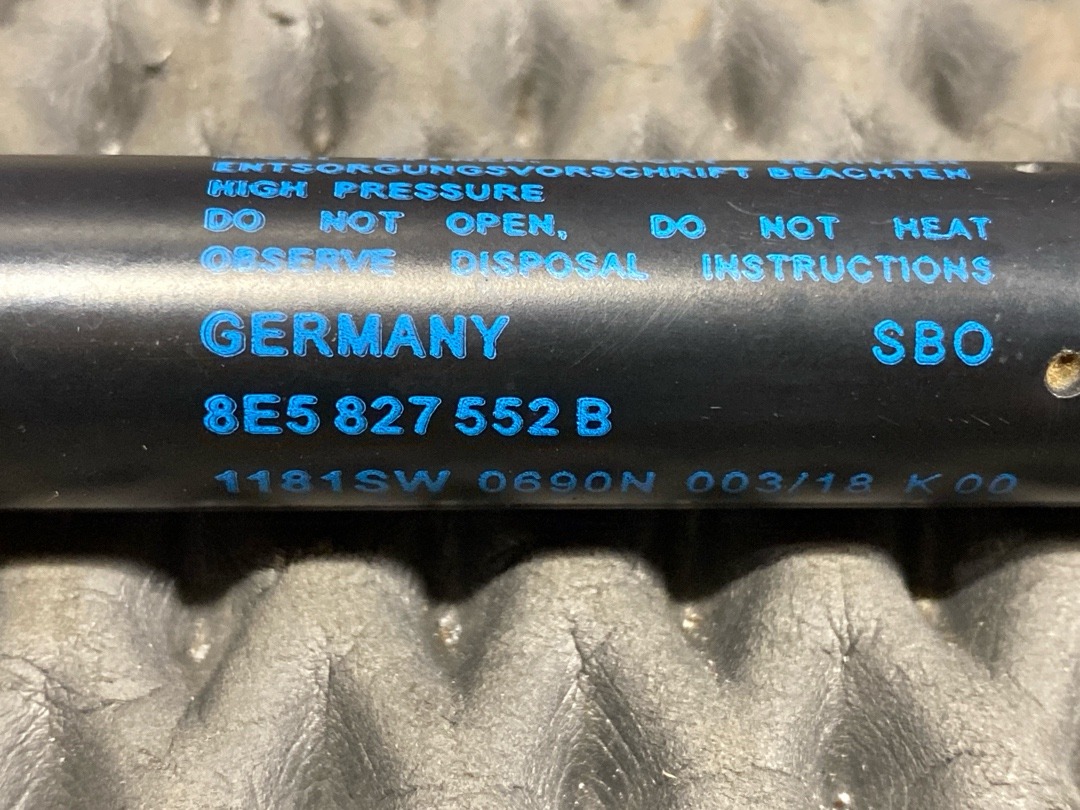 ENTSORGUNGSVORSCHRIFT BEACHTEN
HIGH PRESSURE
DO NOT OPEN, DO NOT HEAT
OBSERVE DISPOSAL INSTRUCTIONS
GERMANY SBO
8E5 827 552 B
1181SW 0690N 003/18 K 00